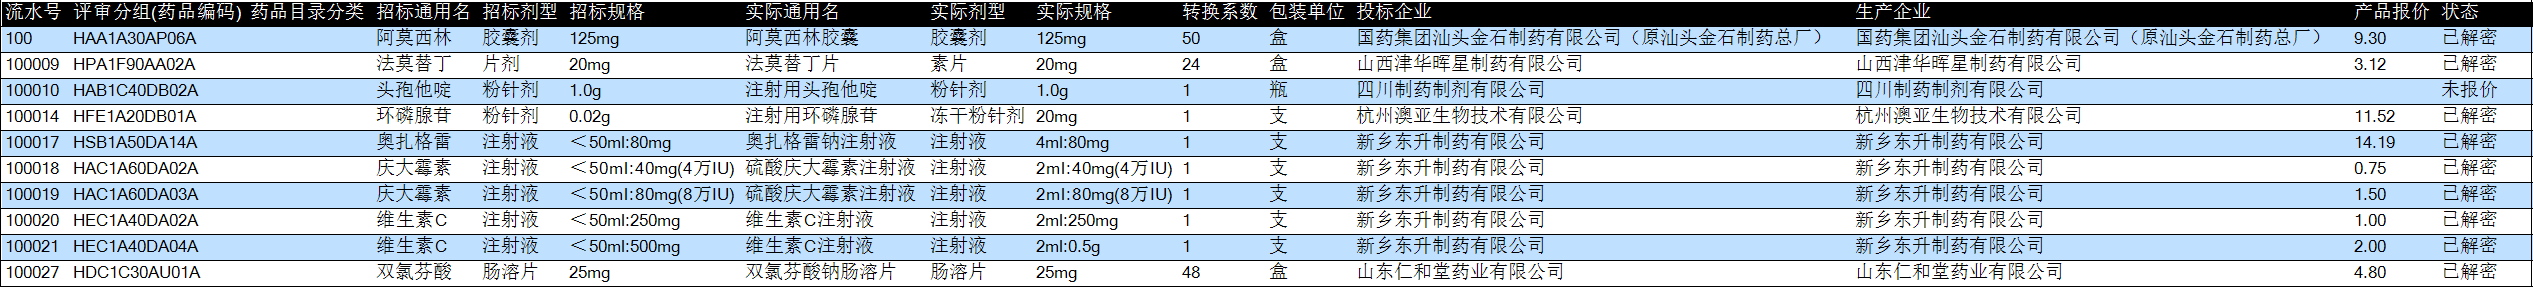 流水号 评审分组(药品编码) 药品目录分类 招标通用名 招标剂型 招标规格 实际通用名 实际剂型 实际规格 转换系数 包装单位 投标企业 生产企业 产品报价 状态
100 HAA1A30AP06A 阿莫西林 胶囊剂 125mg 阿莫西林胶囊 胶囊剂 125mg 50 盒 国药集团汕头金石制药有限公司（原汕头金石制药总厂） 国药集团汕头金石制药有限公司（原汕头金石制药总厂） 9.30 已解密
100009 HPA1F90AA02A 法莫替丁 片剂 20mg 法莫替丁片 素片 20mg 24 盒 山西津华晖星制药有限公司 山西津华晖星制药有限公司 3.12 已解密
100010 HAB1C40DB02A 头孢他啶 粉针剂 1.0g 注射用头孢他啶 粉针剂 1.0g 1 瓶 四川制药制剂有限公司 四川制药制剂有限公司 未报价
100014 HFE1A20DB01A 环磷腺苷 粉针剂 0.02g 注射用环磷腺苷 冻干粉针剂 20mg 1 支 杭州澳亚生物技术有限公司 杭州澳亚生物技术有限公司 11.52 已解密
100017 HSB1A50DA14A 奥扎格雷 注射液 ＜50ml:80mg 奥扎格雷钠注射液 注射液 4ml:80mg 1 支 新乡东升制药有限公司 新乡东升制药有限公司 14.19 已解密
100018 HAC1A60DA02A 庆大霉素 注射液 ＜50ml:40mg(4万IU) 硫酸庆大霉素注射液 注射液 2ml:40mg(4万IU) 1 支 新乡东升制药有限公司 新乡东升制药有限公司 0.75 已解密
100019 HAC1A60DA03A 庆大霉素 注射液 ＜50ml:80mg(8万IU) 硫酸庆大霉素注射液 注射液 2ml:80mg(8万IU) 1 支 新乡东升制药有限公司 新乡东升制药有限公司 1.50 已解密
100020 HEC1A40DA02A 维生素C 注射液 ＜50ml:250mg 维生素C注射液 注射液 2ml:250mg 1 支 新乡东升制药有限公司 新乡东升制药有限公司 1.00 已解密
100021 HEC1A40DA04A 维生素C 注射液 ＜50ml:500mg 维生素C注射液 注射液 2ml:0.5g 1 支 新乡东升制药有限公司 新乡东升制药有限公司 2.00 已解密
100027 HDC1C30AU01A 双氯芬酸 肠溶片 25mg 双氯芬酸钠肠溶片 肠溶片 25mg 48 盒 山东仁和堂药业有限公司 山东仁和堂药业有限公司 4.80 已解密